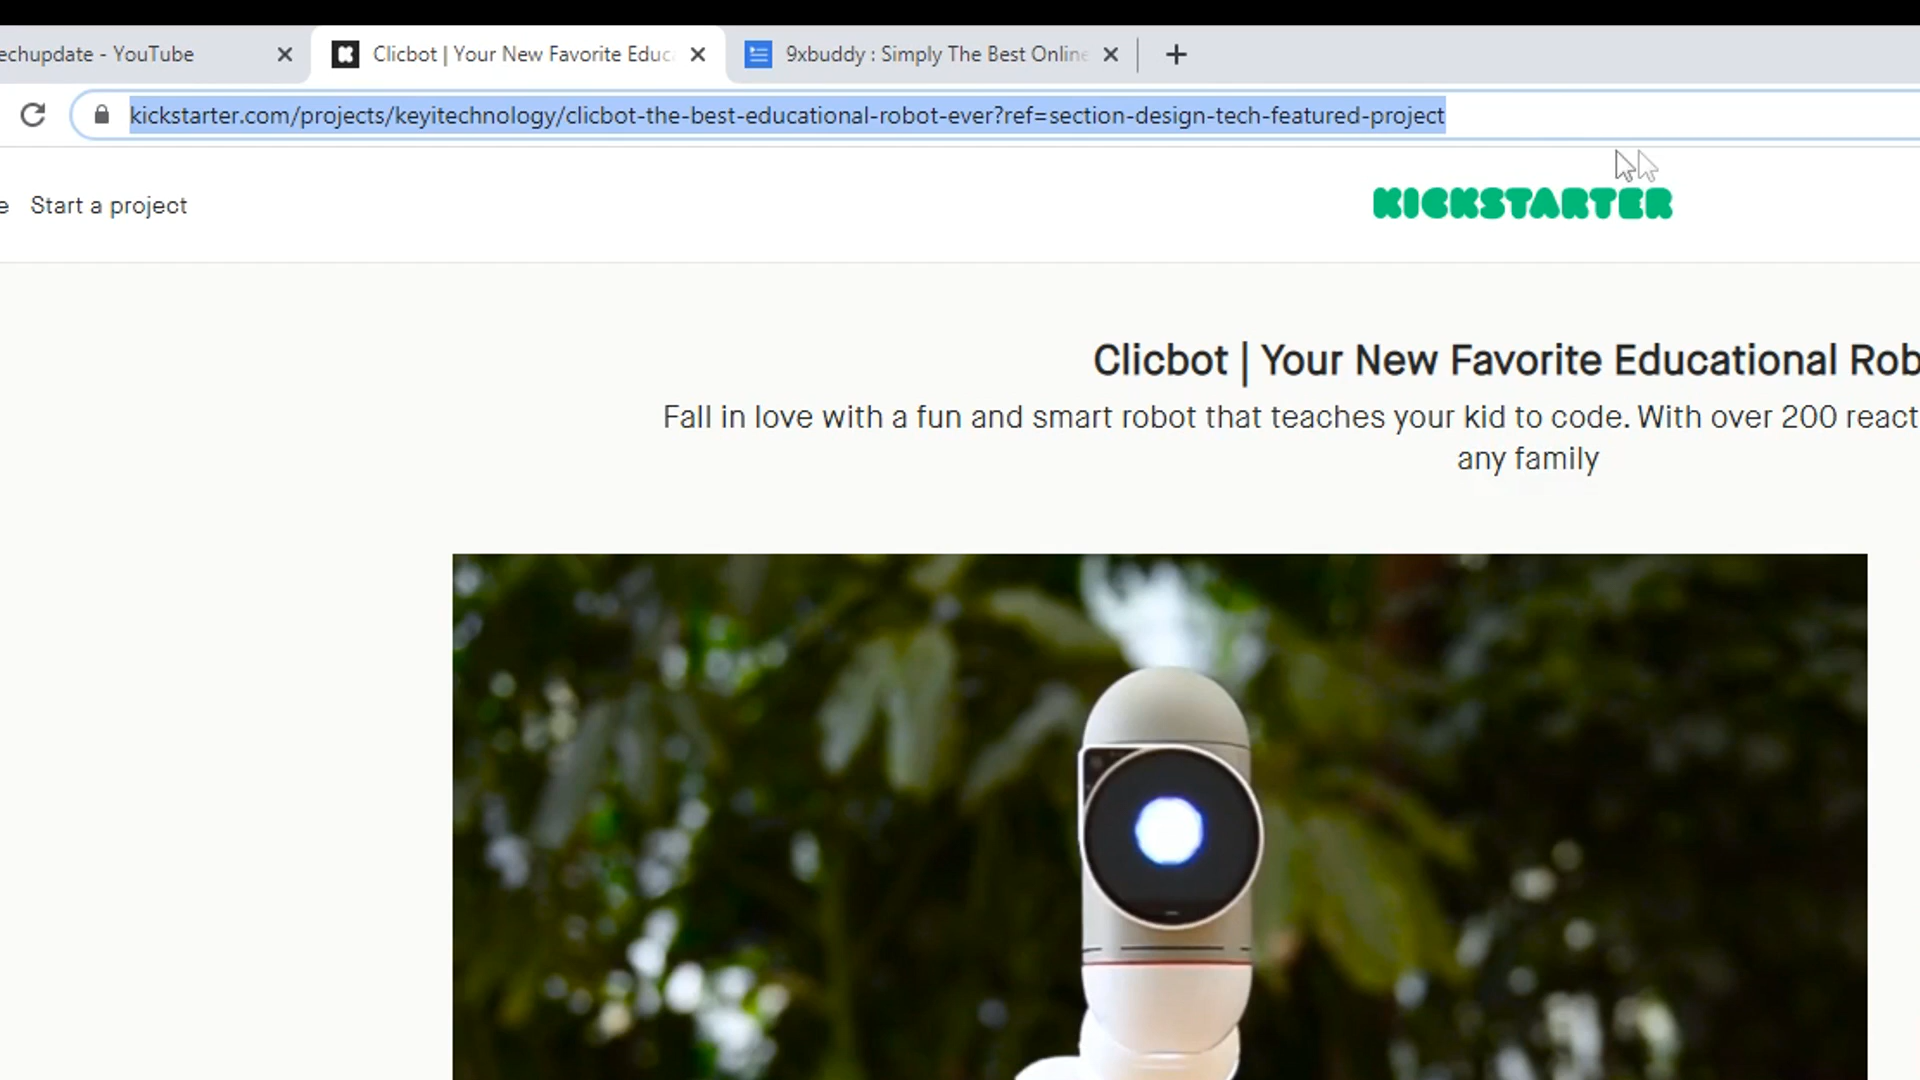 echupdate - YouTube
Clicbot | Your New Favorite Educ
9xbuddy : Simply The Best Online
kickstarter.com/projects/keyitechnology/clicbot-the-best-educational-robot-ever?ref=section-design-tech-featured-project
e Start a project
KICKSTARTER
Clicbot | Your New Favorite Educational Rob
Fall in love with a fun and smart robot that teaches your kid to code. With over 200 react
any family